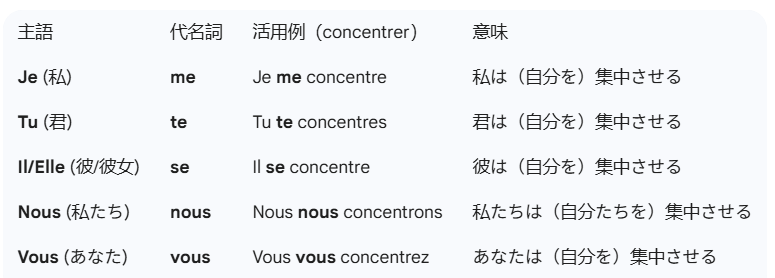 主語 代名詞 活用例（concentrer） 意味
Je (私) me Je me concentre 私は（自分を）集中させる
Tu (君) te Tu te concentres 君は（自分を）集中させる
Il/Elle (彼/彼女) se Il se concentre 彼は（自分を）集中させる
Nous (私たち) nous Nous nous concentrons 私たちは（自分たちを）集中させる
Vous (あなた) vous Vous vous concentrez あなたは（自分を）集中させる